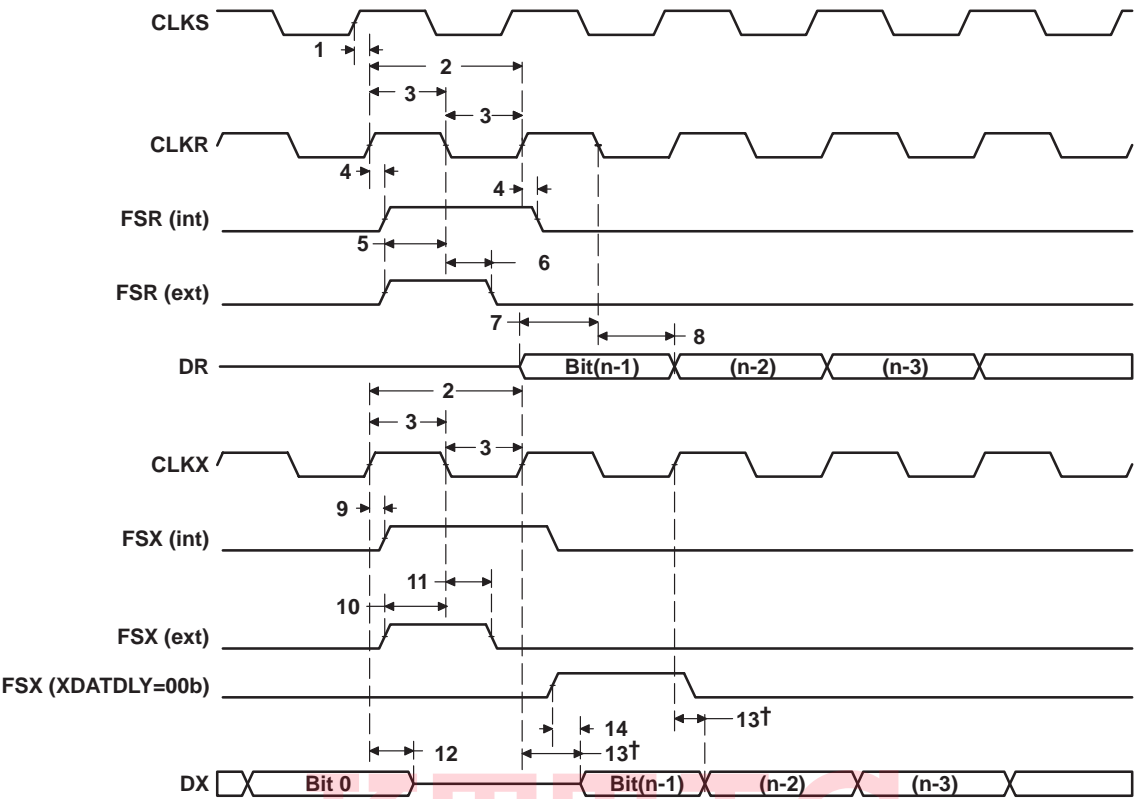 CLKS
1
2
3
3
CLKR
4
4
FSR (int)
5
6
FSR (ext)
7
8
DR
Bit(n-1)
(n-2)
(n-3)
2
3
3
CLKX
9
FSX (int)
11
10
FSX (ext)
FSX (XDATDLY=00b)
13†
14
13†
12
DX
Bit 0
Bit(n-1)
(n-2)
(n-3)